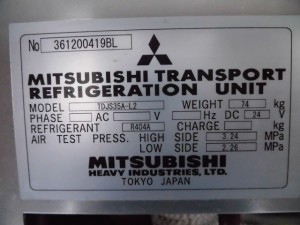 No 361200419BL
MITSUBISHI TRANSPORT
REFRIGERATION UNIT
MODEL TDJS35A-L2 WEIGHT 74 kg
PHASE AC V Hz DC 24 V
REFRIGERANT R404A CHARGE kg
AIR TEST PRESS. HIGH SIDE 3.24 MPa
LOW SIDE 2.26 MPa
MITSUBISHI
HEAVY INDUSTRIES, LTD.
TOKYO JAPAN